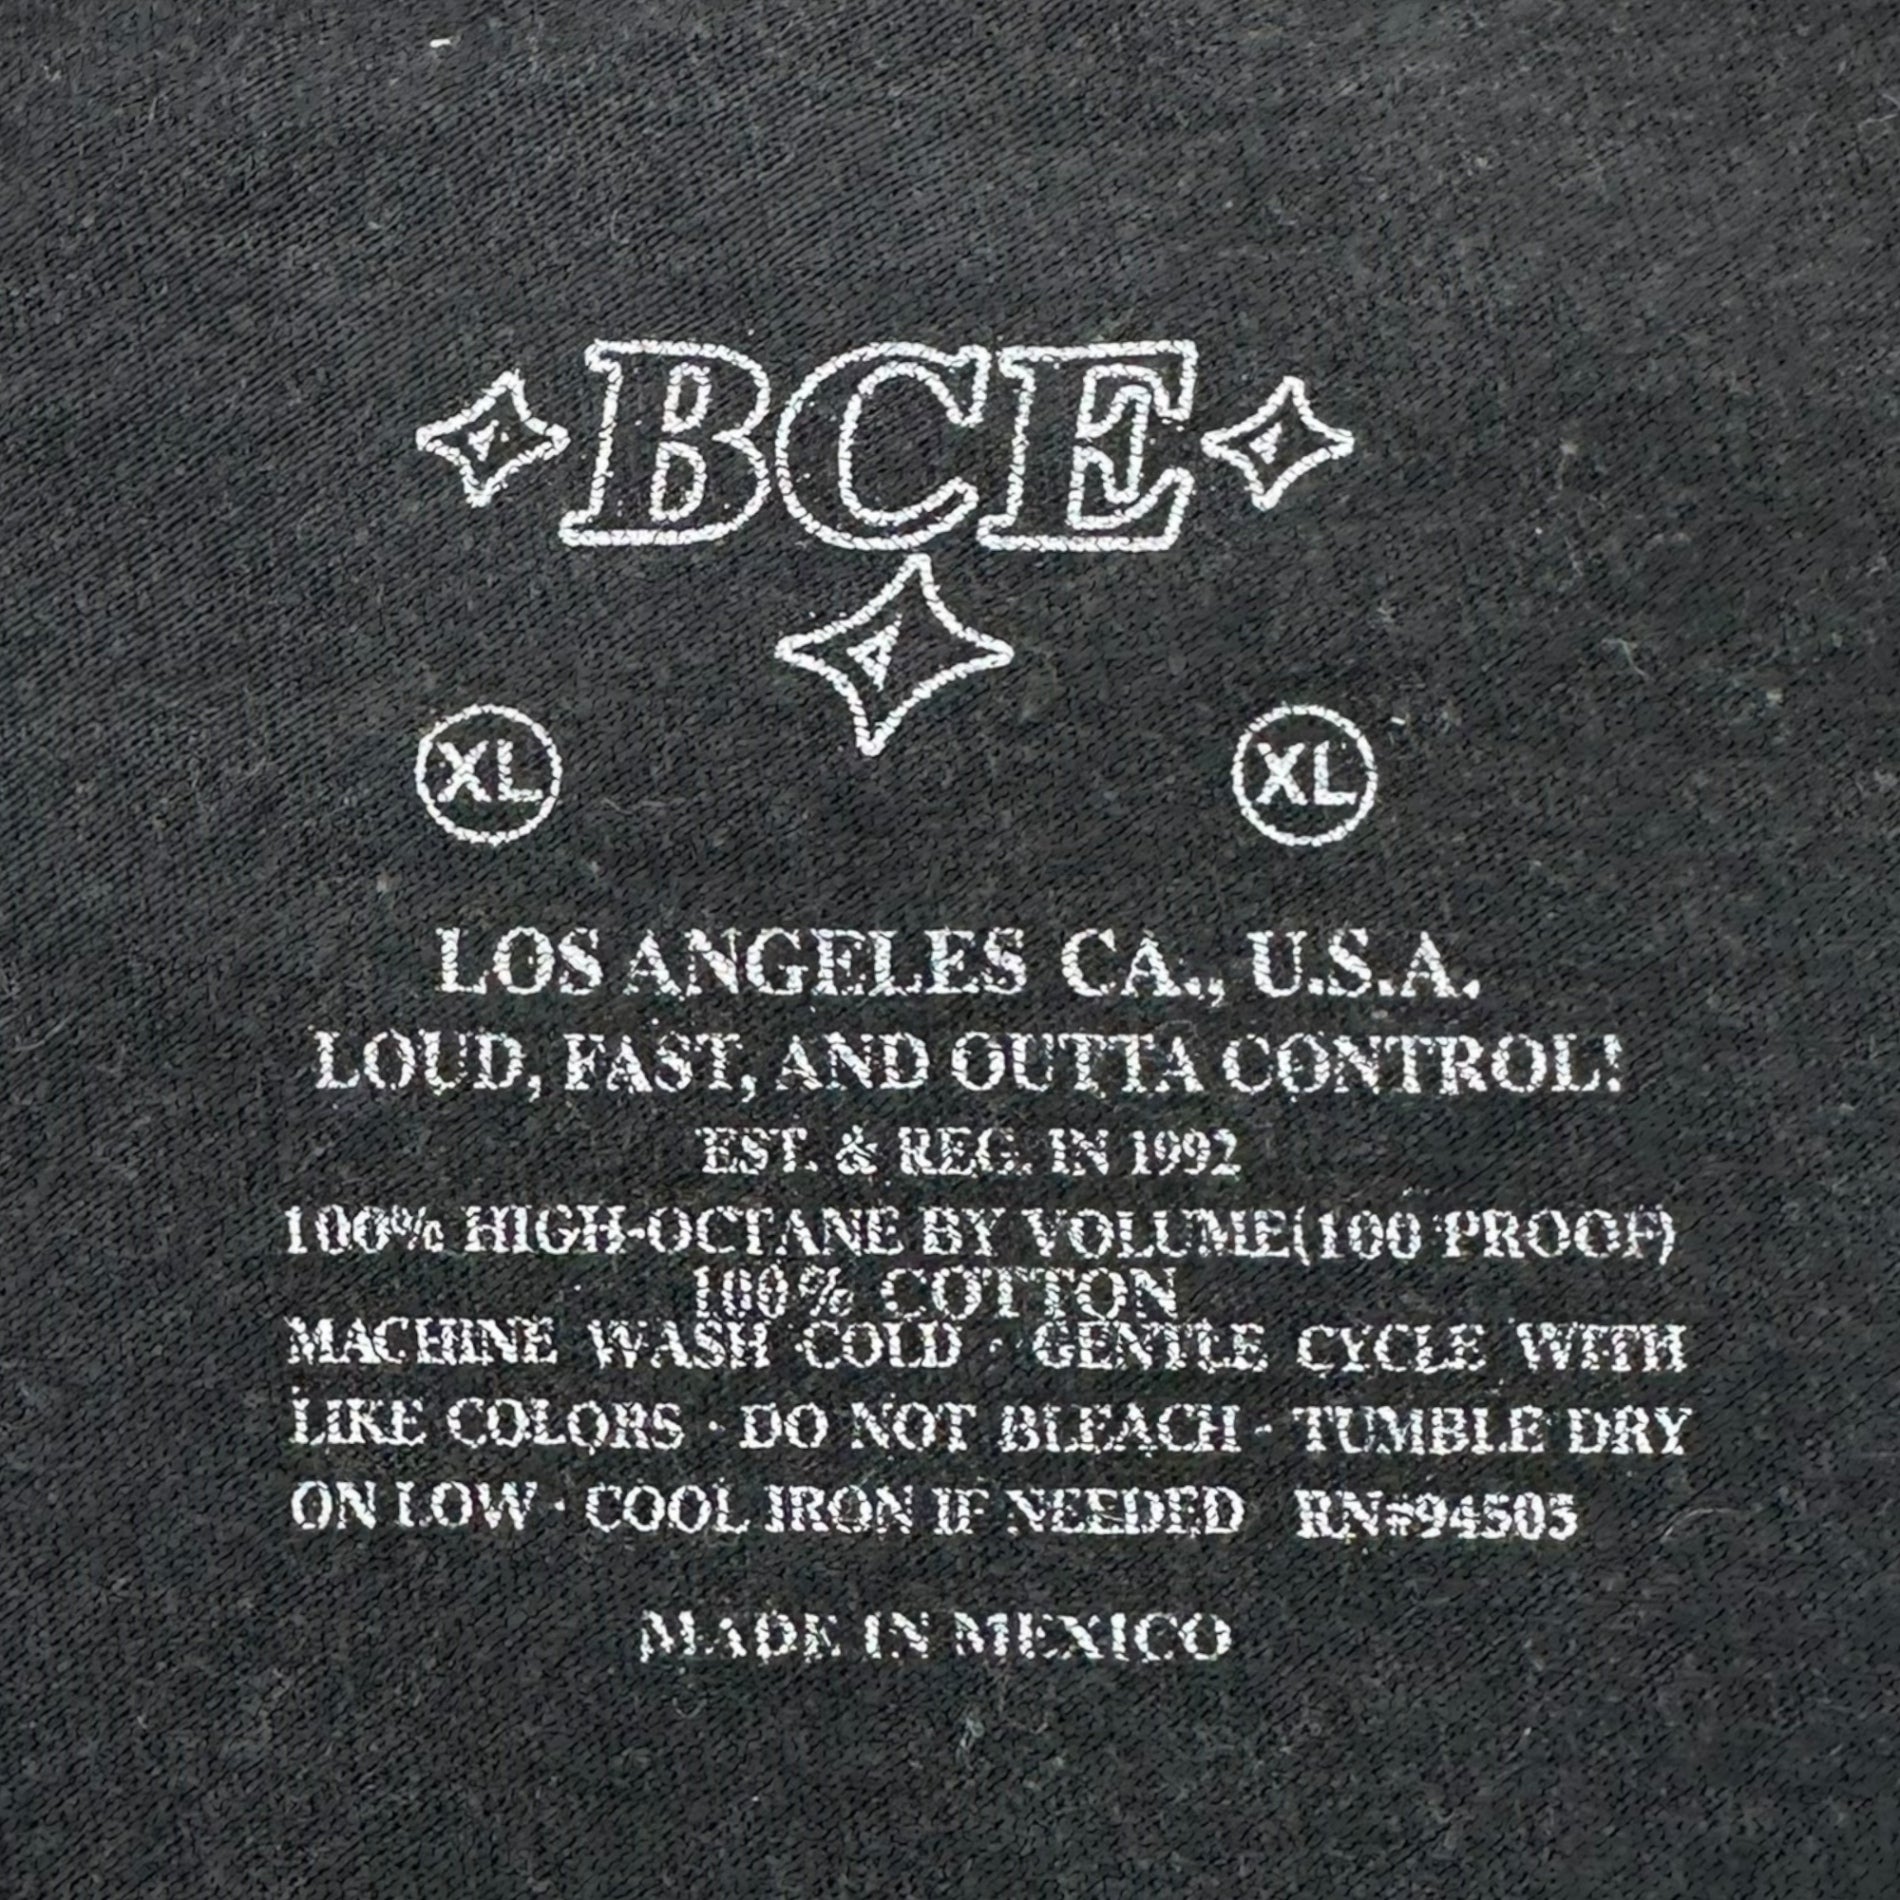 BCE
XL XL
LOS ANGELES CA., U.S.A.
LOUD, FAST, AND OUTTA CONTROL!
EST. & REG. IN 1992
100% HIGH-OCTANE BY VOLUME(100 PROOF)
100% COTTON
MACHINE WASH COLD · GENTLE CYCLE WITH
LIKE COLORS · DO NOT BLEACH · TUMBLE DRY
ON LOW · COOL IRON IF NEEDED RN#94505
MADE IN MEXICO